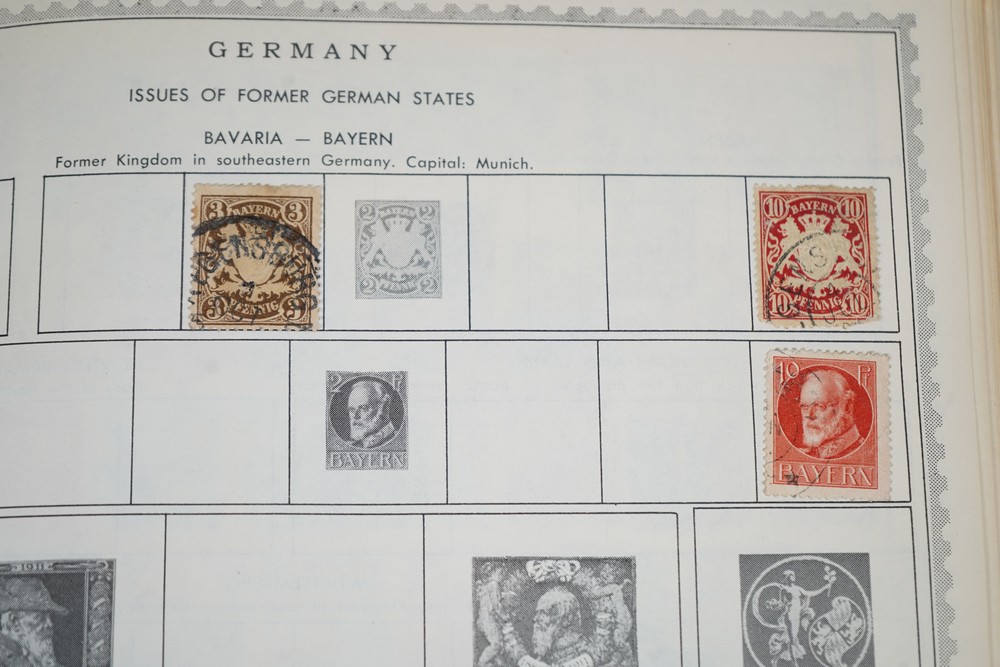 GERMANY
ISSUES OF FORMER GERMAN STATES
BAVARIA — BAYERN
Former Kingdom in southeastern Germany. Capital: Munich.
3 BAYERN 3
3 PFENNIG 3
2 2
2 2
10 BAYERN 10
10 PFENNIG 10
2 Pf
BAYERN
10 Pf
BAYERN
1911